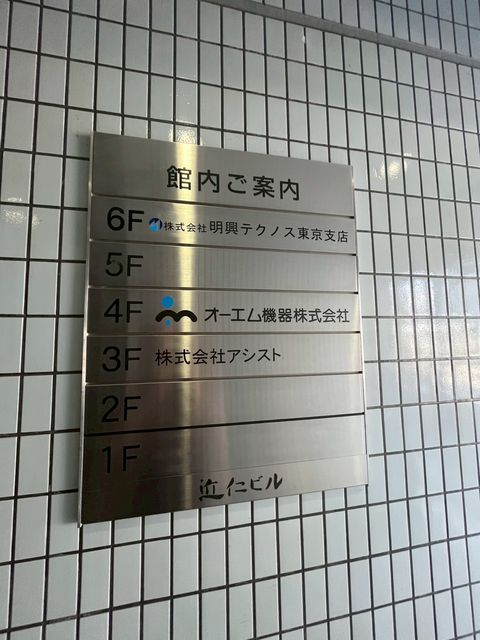 館内ご案内
6F 株式会社 明興テクノス東京支店
5F
4F オーエム機器株式会社
3F 株式会社アシスト
2F
1F
近仁ビル